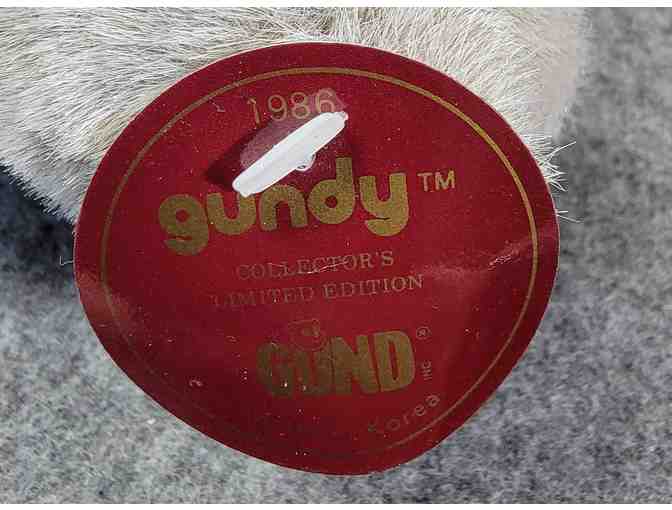 1986
gundy™
COLLECTOR'S
LIMITED EDITION
GUND®
INC
Korea